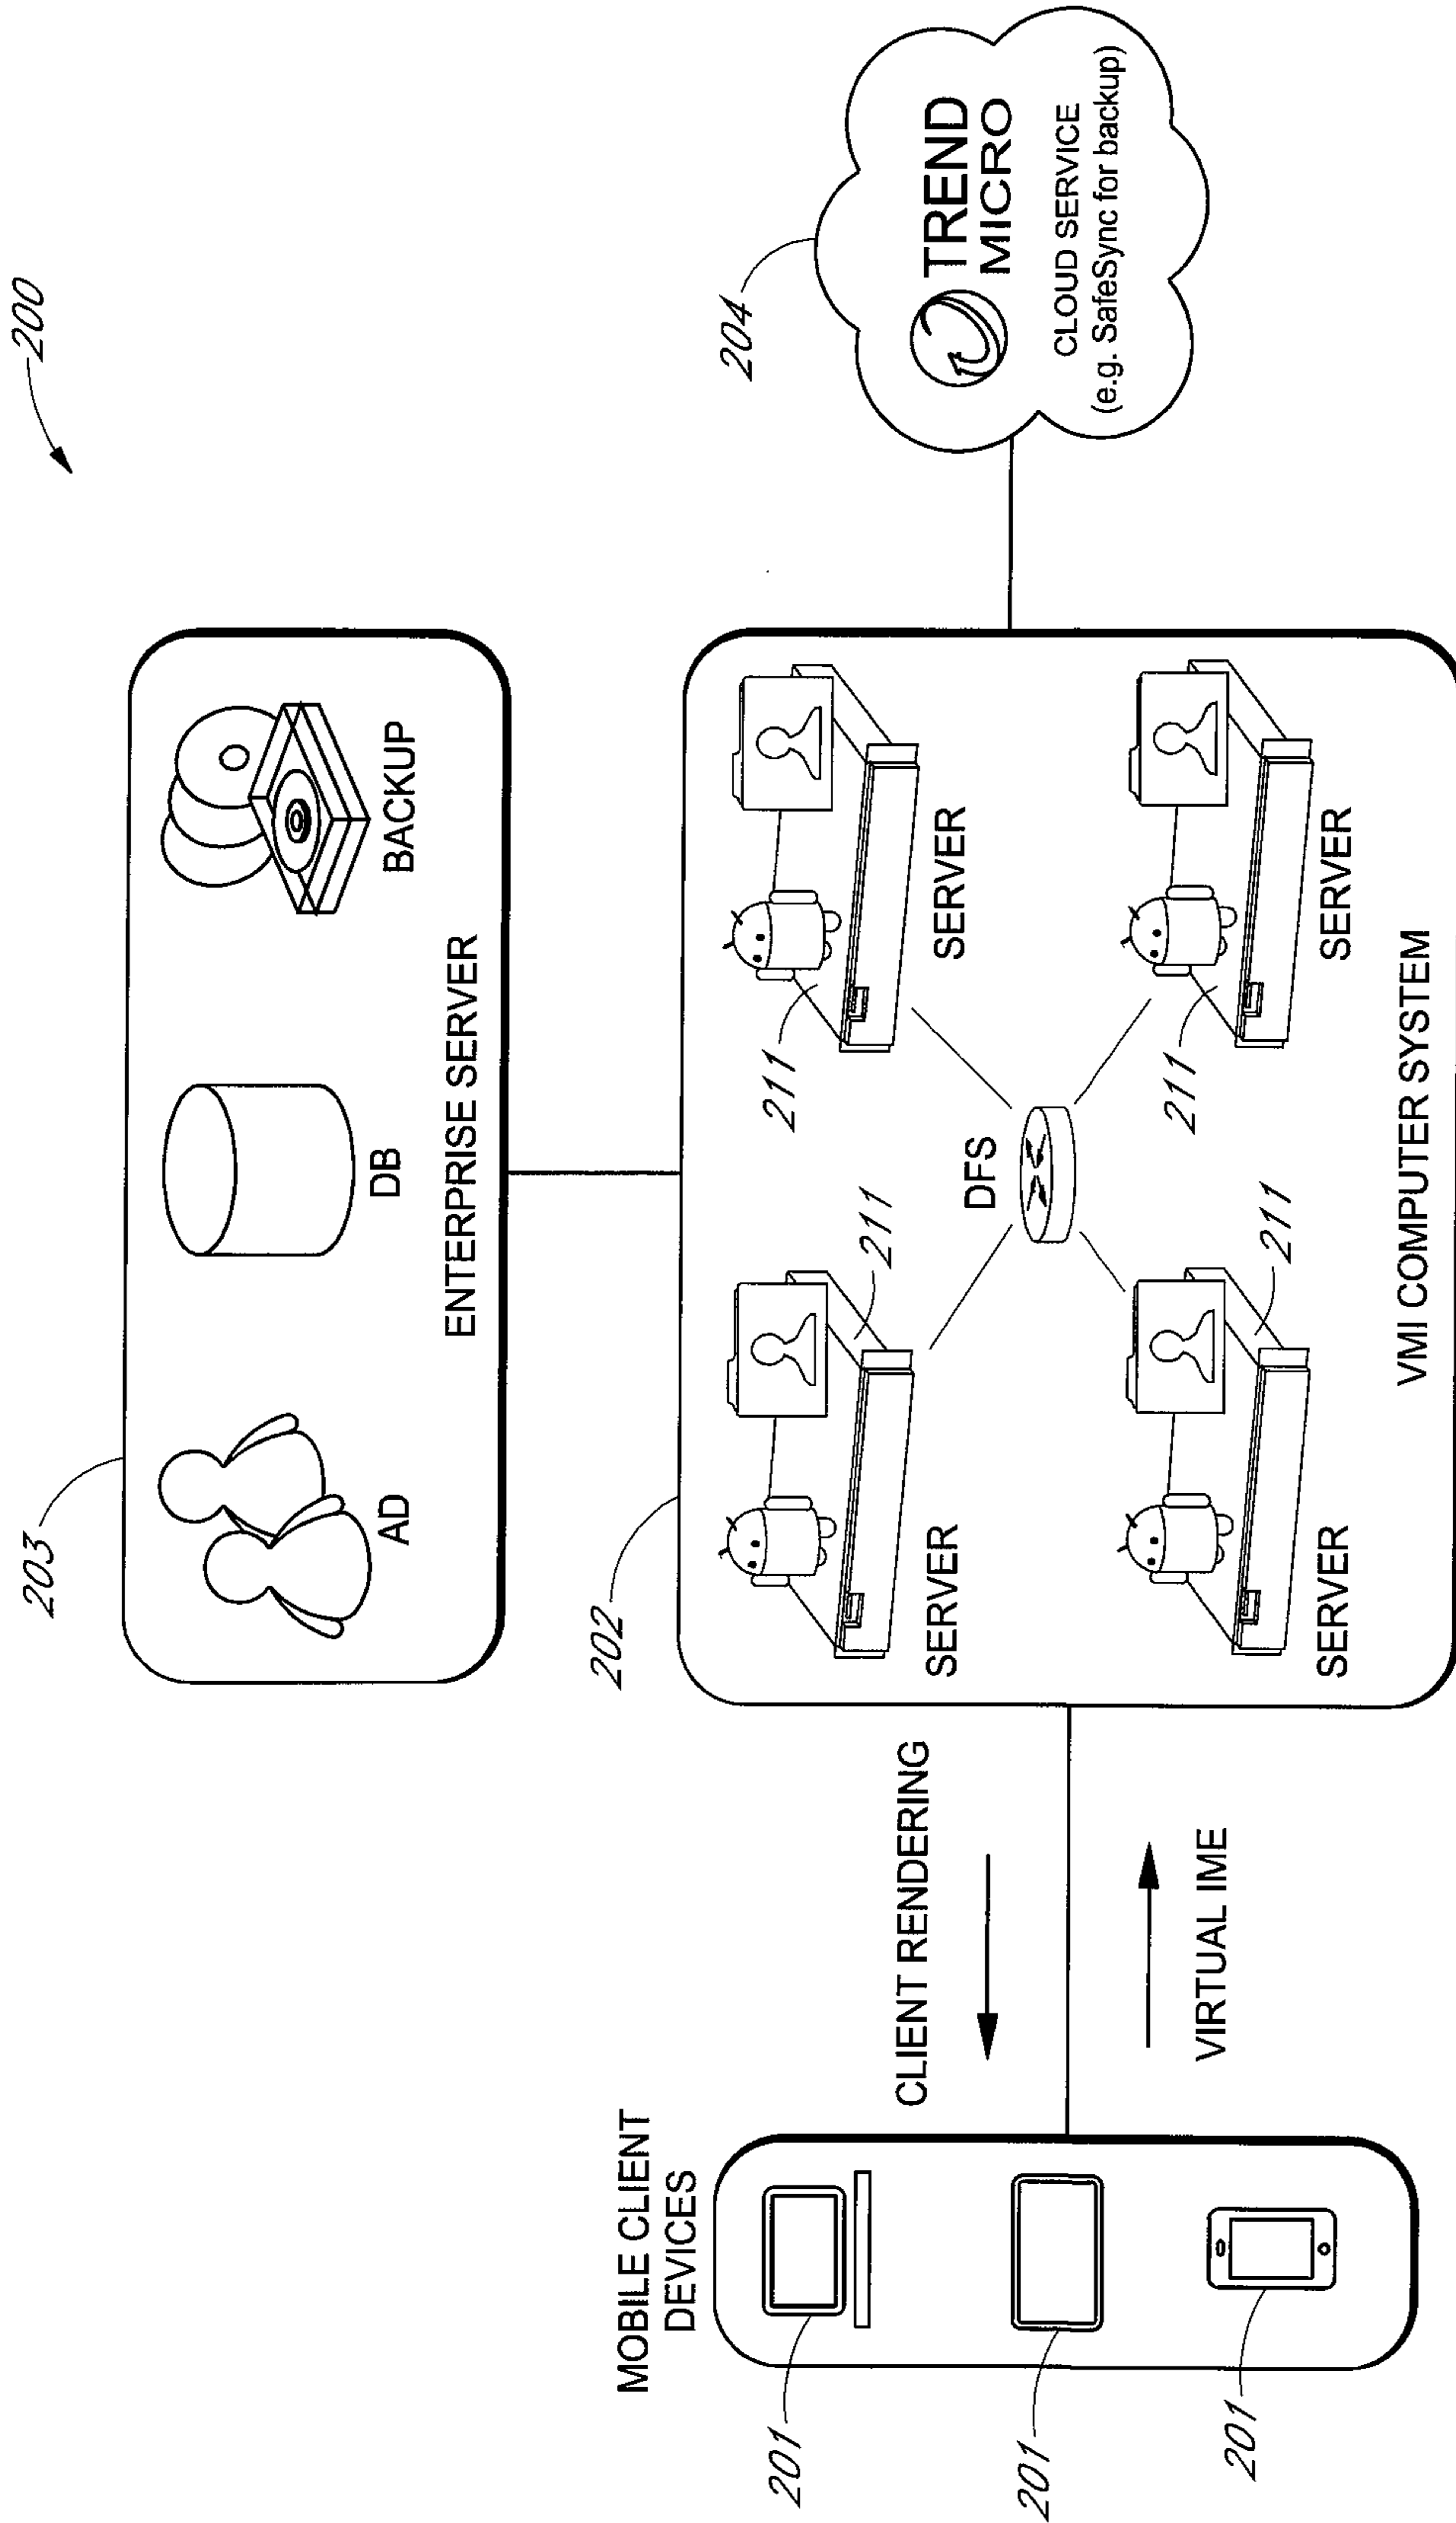 200
203
AD
DB
BACKUP
ENTERPRISE SERVER
202
204
TREND
MICRO
CLOUD SERVICE
(e.g. SafeSync for backup)
MOBILE CLIENT
DEVICES
201
201
201
CLIENT RENDERING
VIRTUAL IME
211
SERVER
211
SERVER
DFS
211
SERVER
211
SERVER
VMI COMPUTER SYSTEM